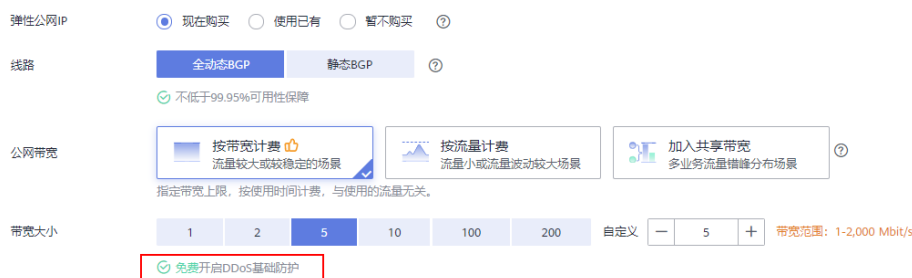 弹性公网IP 现在购买 使用已有 暂不购买 ?
线路 全动态BGP 静态BGP ?
不低于99.95%可用性保障
公网带宽 按带宽计费 按流量计费 加入共享带宽 ?
流量较大或较稳定的场景 流量小或流量波动较大场景 多业务流量错峰分布场景
指定带宽上限，按使用时间计费，与使用的流量无关。
带宽大小 1 2 5 10 100 200 自定义 — 5 + 带宽范围：1-2,000 Mbit/s
免费开启DDoS基础防护